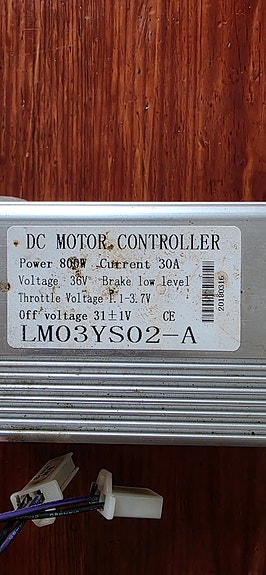 DC MOTOR CONTROLLER
Power 800W Current 30A
Voltage 36V Brake low level
Throttle Voltage 1.1-3.7V
Off voltage 31±1V CE
LM03YS02-A
20180316